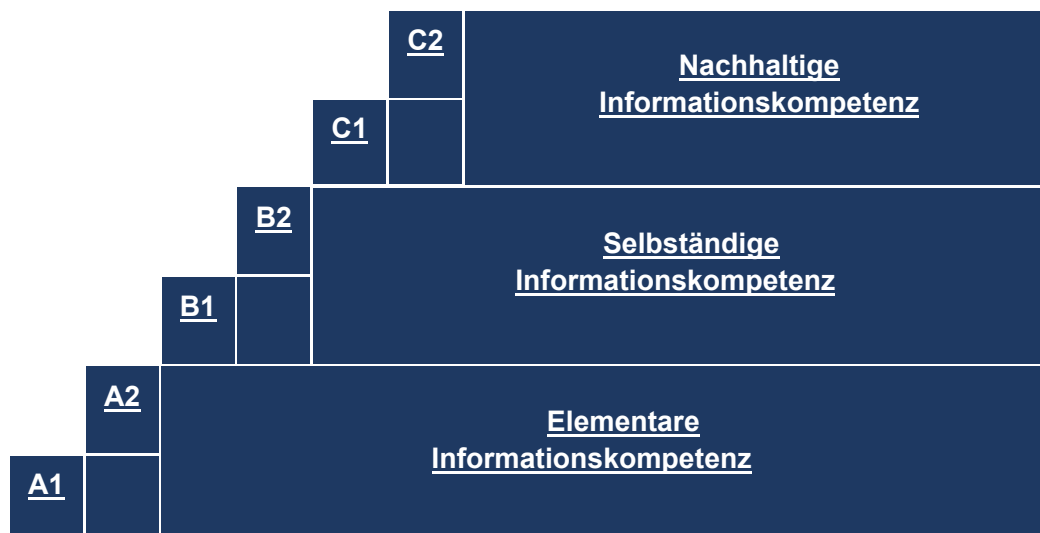 C2
Nachhaltige
Informationskompetenz
C1
B2
Selbständige
Informationskompetenz
B1
A2
Elementare
Informationskompetenz
A1